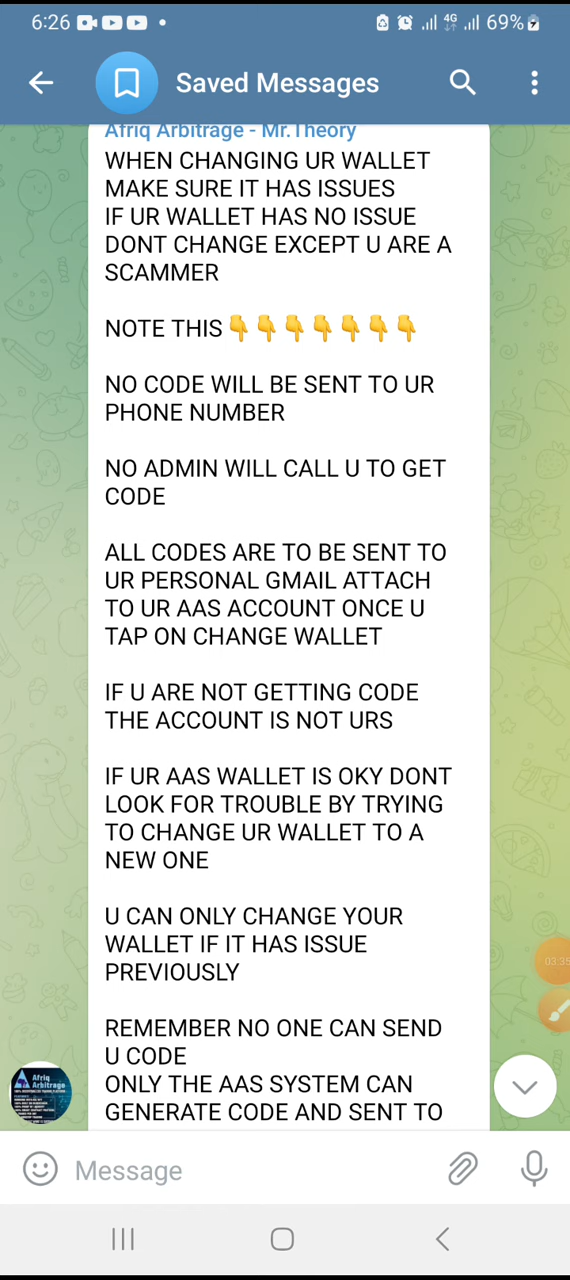 6:26
4G
69%
Saved Messages
Afriq Arbitrage - Mr.Theory
WHEN CHANGING UR WALLET
MAKE SURE IT HAS ISSUES
IF UR WALLET HAS NO ISSUE
DONT CHANGE EXCEPT U ARE A
SCAMMER
NOTE THIS👇👇👇👇👇👇👇
NO CODE WILL BE SENT TO UR
PHONE NUMBER
NO ADMIN WILL CALL U TO GET
CODE
ALL CODES ARE TO BE SENT TO
UR PERSONAL GMAIL ATTACH
TO UR AAS ACCOUNT ONCE U
TAP ON CHANGE WALLET
IF U ARE NOT GETTING CODE
THE ACCOUNT IS NOT URS
IF UR AAS WALLET IS OKY DONT
LOOK FOR TROUBLE BY TRYING
TO CHANGE UR WALLET TO A
NEW ONE
U CAN ONLY CHANGE YOUR
WALLET IF IT HAS ISSUE
PREVIOUSLY
03:35
REMEMBER NO ONE CAN SEND
U CODE
ONLY THE AAS SYSTEM CAN
GENERATE CODE AND SENT TO
Afriq
Arbitrage
Message